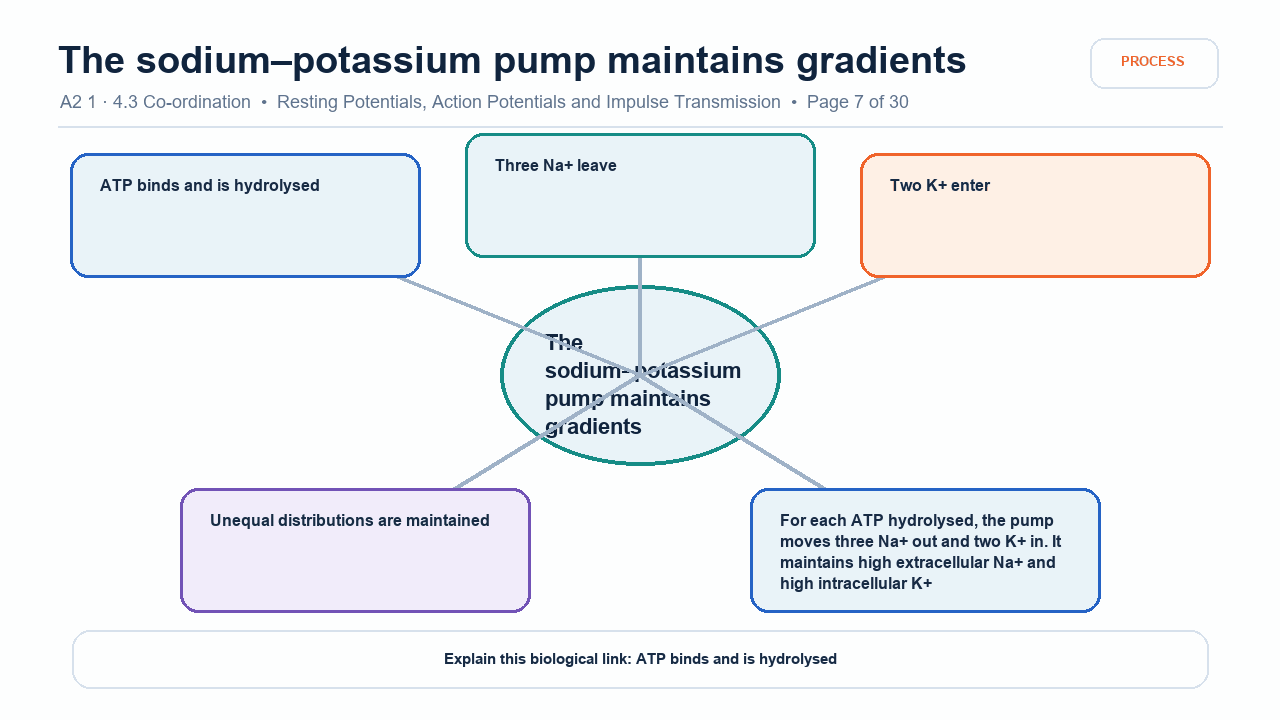 The sodium–potassium pump maintains gradients
PROCESS
A2 1 · 4.3 Co-ordination • Resting Potentials, Action Potentials and Impulse Transmission • Page 7 of 30
ATP binds and is hydrolysed
Three Na+ leave
Two K+ enter
The
sodium–potassium
pump maintains
gradients
Unequal distributions are maintained
For each ATP hydrolysed, the pump
moves three Na+ out and two K+ in. It
maintains high extracellular Na+ and
high intracellular K+
Explain this biological link: ATP binds and is hydrolysed